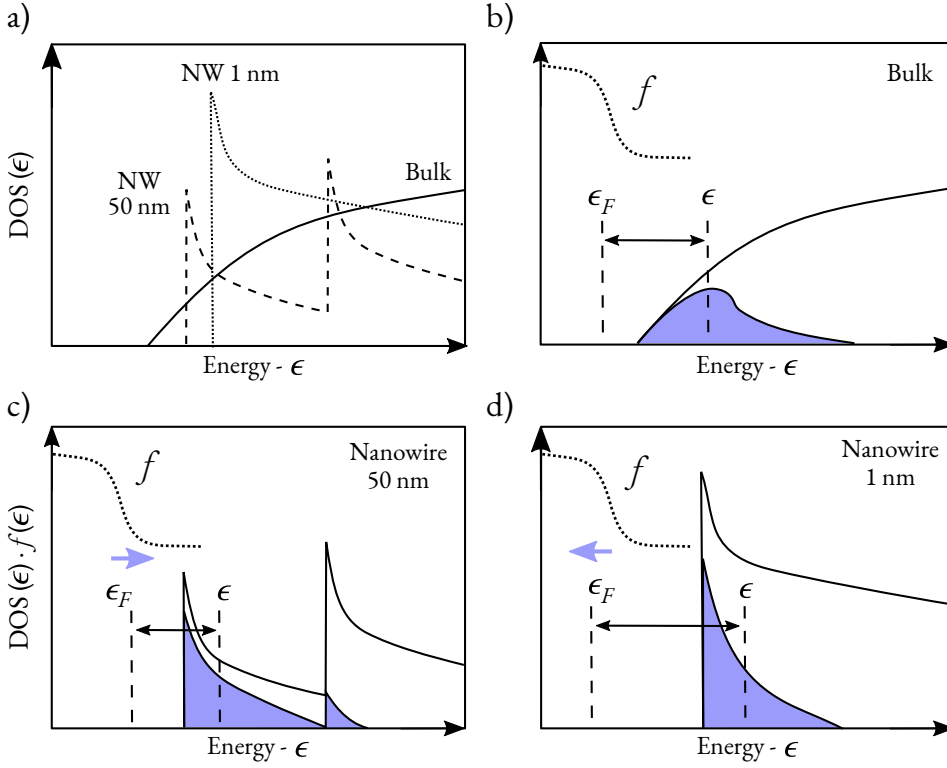 a)
NW 1 nm
NW
50 nm
Bulk
DOS (ϵ)
Energy - ϵ
b)
f
Bulk
ϵF
ϵ
Energy - ϵ
c)
f
Nanowire
50 nm
ϵF
ϵ
DOS (ϵ) · f (ϵ)
Energy - ϵ
d)
f
Nanowire
1 nm
ϵF
ϵ
Energy - ϵ